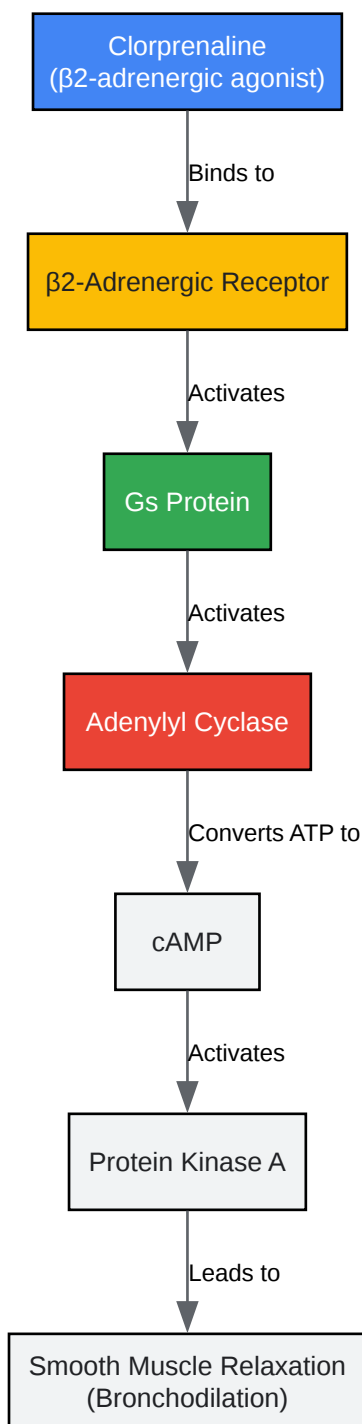 Clorprenaline
(β2-adrenergic agonist)
Binds to
β2-Adrenergic Receptor
Activates
Gs Protein
Activates
Adenylyl Cyclase
Converts ATP to
cAMP
Activates
Protein Kinase A
Leads to
Smooth Muscle Relaxation
(Bronchodilation)